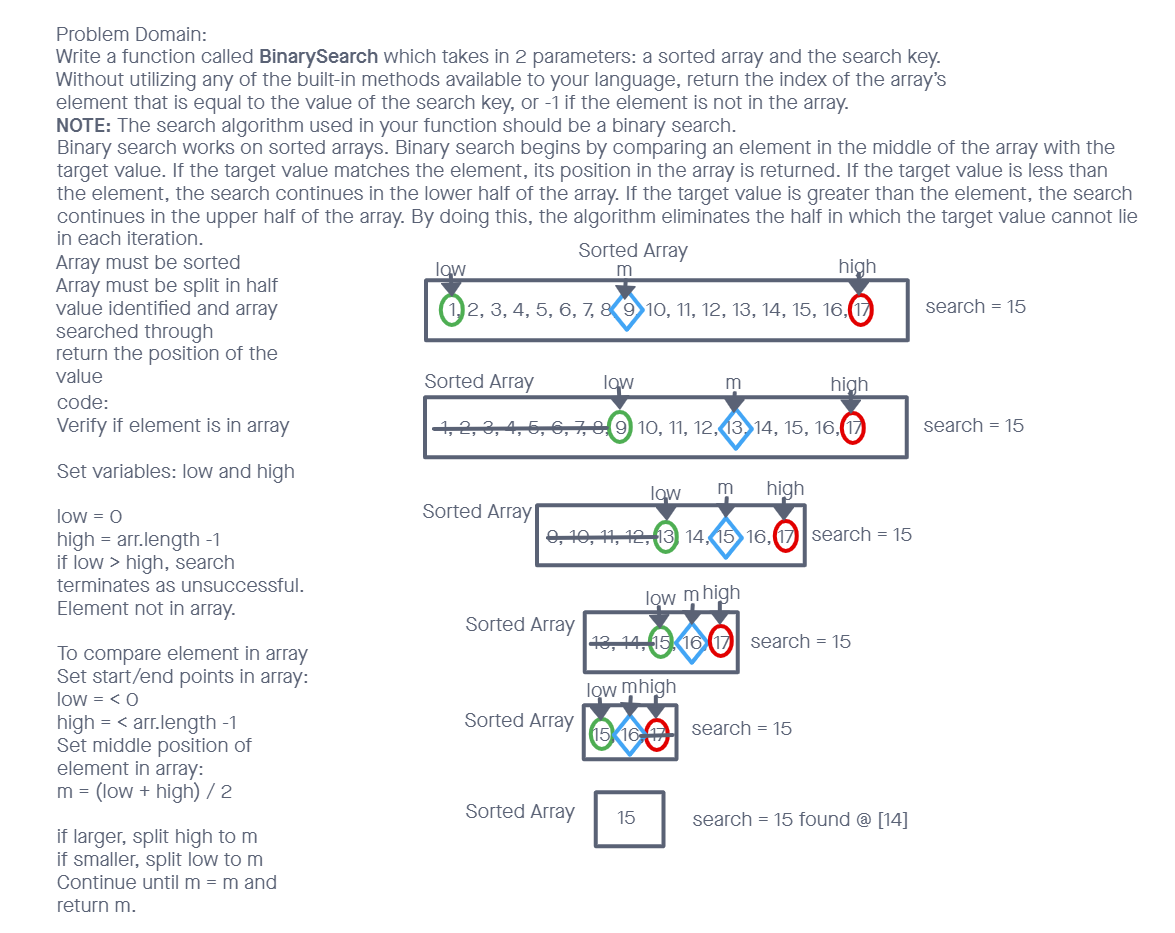 Problem Domain:
Write a function called BinarySearch which takes in 2 parameters: a sorted array and the search key.
Without utilizing any of the built-in methods available to your language, return the index of the array's
element that is equal to the value of the search key, or -1 if the element is not in the array.
NOTE: The search algorithm used in your function should be a binary search.
Binary search works on sorted arrays. Binary search begins by comparing an element in the middle of the array with the
target value. If the target value matches the element, its position in the array is returned. If the target value is less than
the element, the search continues in the lower half of the array. If the target value is greater than the element, the search
continues in the upper half of the array. By doing this, the algorithm eliminates the half in which the target value cannot lie
in each iteration.
Array must be sorted
Array must be split in half
value identified and array
searched through
return the position of the
value
code:
Verify if element is in array
Set variables: low and high
low = 0
high = arr.length -1
if low > high, search
terminates as unsuccessful.
Element not in array.
To compare element in array
Set start/end points in array:
low = < 0
high = < arr.length -1
Set middle position of
element in array:
m = (low + high) / 2
if larger, split high to m
if smaller, split low to m
Continue until m = m and
return m.
Sorted Array
low m high
1, 2, 3, 4, 5, 6, 7, 8 9 10, 11, 12, 13, 14, 15, 16, 17
search = 15
Sorted Array low m high
1, 2, 3, 4, 5, 6, 7, 8, 9 10, 11, 12, 13, 14, 15, 16, 17
search = 15
low m high
Sorted Array
9, 10, 11, 12, 13 14, 15 16, 17
search = 15
low m high
Sorted Array
13, 14, 15, 16 17
search = 15
low m high
Sorted Array
15, 16 17
search = 15
Sorted Array
15
search = 15 found @ [14]